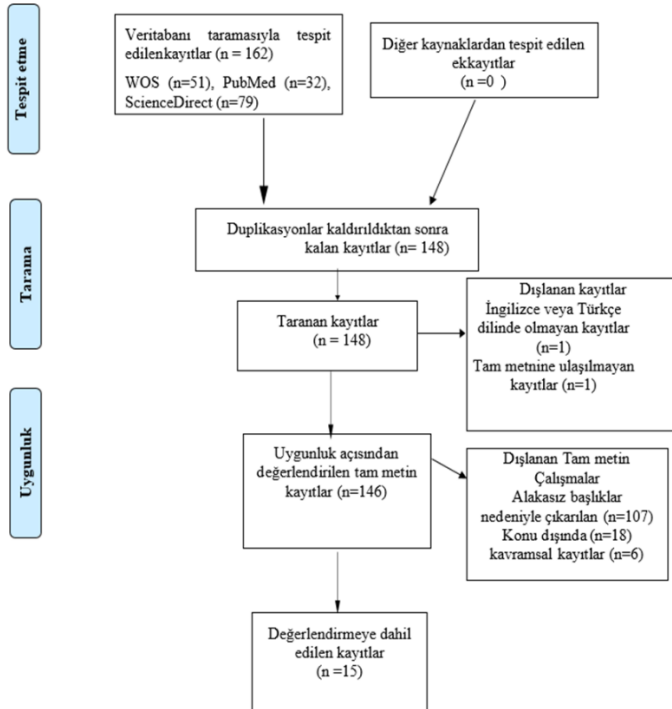 Tespit etme
Veritabanı taramasıyla tespit
edilenkayıtlar (n = 162)
WOS (n=51), PubMed (n=32),
ScienceDirect (n=79)
Diğer kaynaklardan tespit edilen
ekkayıtlar
(n =0 )
Tarama
Duplikasyonlar kaldırıldıktan sonra
kalan kayıtlar (n= 148)
Taranan kayıtlar
(n = 148)
Dışlanan kayıtlar
İngilizce veya Türkçe
dilinde olmayan kayıtlar
(n=1)
Tam metnine ulaşılmayan
kayıtlar (n=1)
Uygunluk
Uygunluk açısından
değerlendirilen tam metin
kayıtlar (n=146)
Dışlanan Tam metin
Çalışmalar
Alakasız başlıklar
nedeniyle çıkarılan (n=107)
Konu dışında (n=18)
kavramsal kayıtlar (n=6)
Değerlendirmeye dahil
edilen kayıtlar
(n =15)